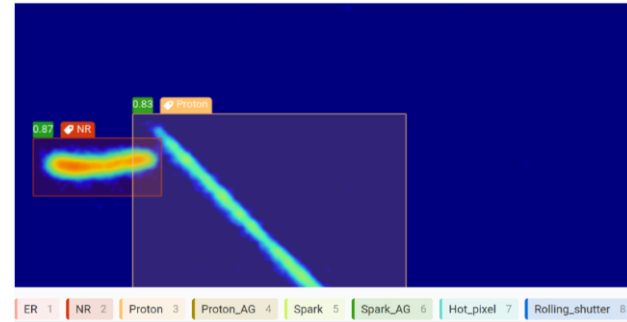 0.83 Proton
0.87 NR
ER 1 NR 2 Proton 3 Proton_AG 4 Spark 5 Spark_AG 6 Hot_pixel 7 Rolling_shutter 8